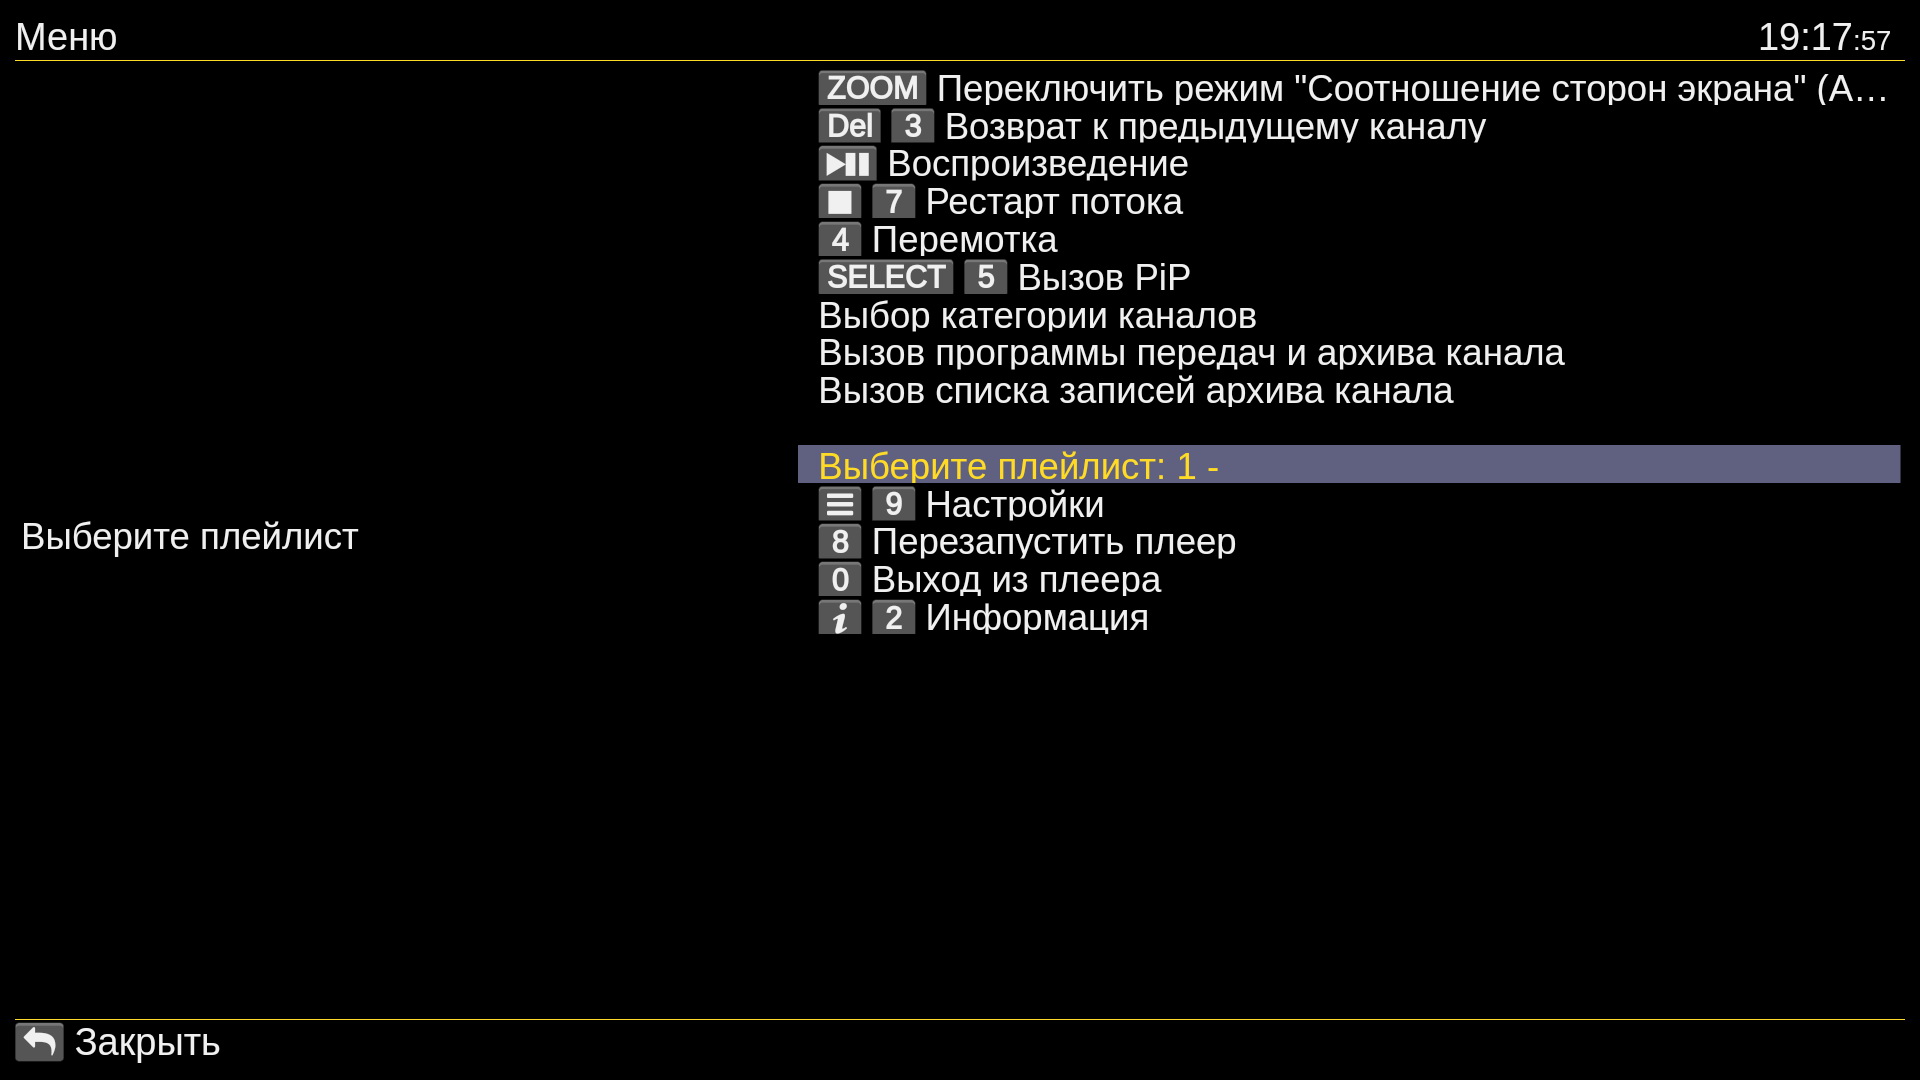 Меню
19:17:57
ZOOM Переключить режим "Соотношение сторон экрана" (A…
Del 3 Возврат к предыдущему каналу
Воспроизведение
7 Рестарт потока
4 Перемотка
SELECT 5 Вызов PiP
Выбор категории каналов
Вызов программы передач и архива канала
Вызов списка записей архива канала
Выберите плейлист: 1 -
9 Настройки
Выберите плейлист
8 Перезапустить плеер
0 Выход из плеера
i 2 Информация
Закрыть